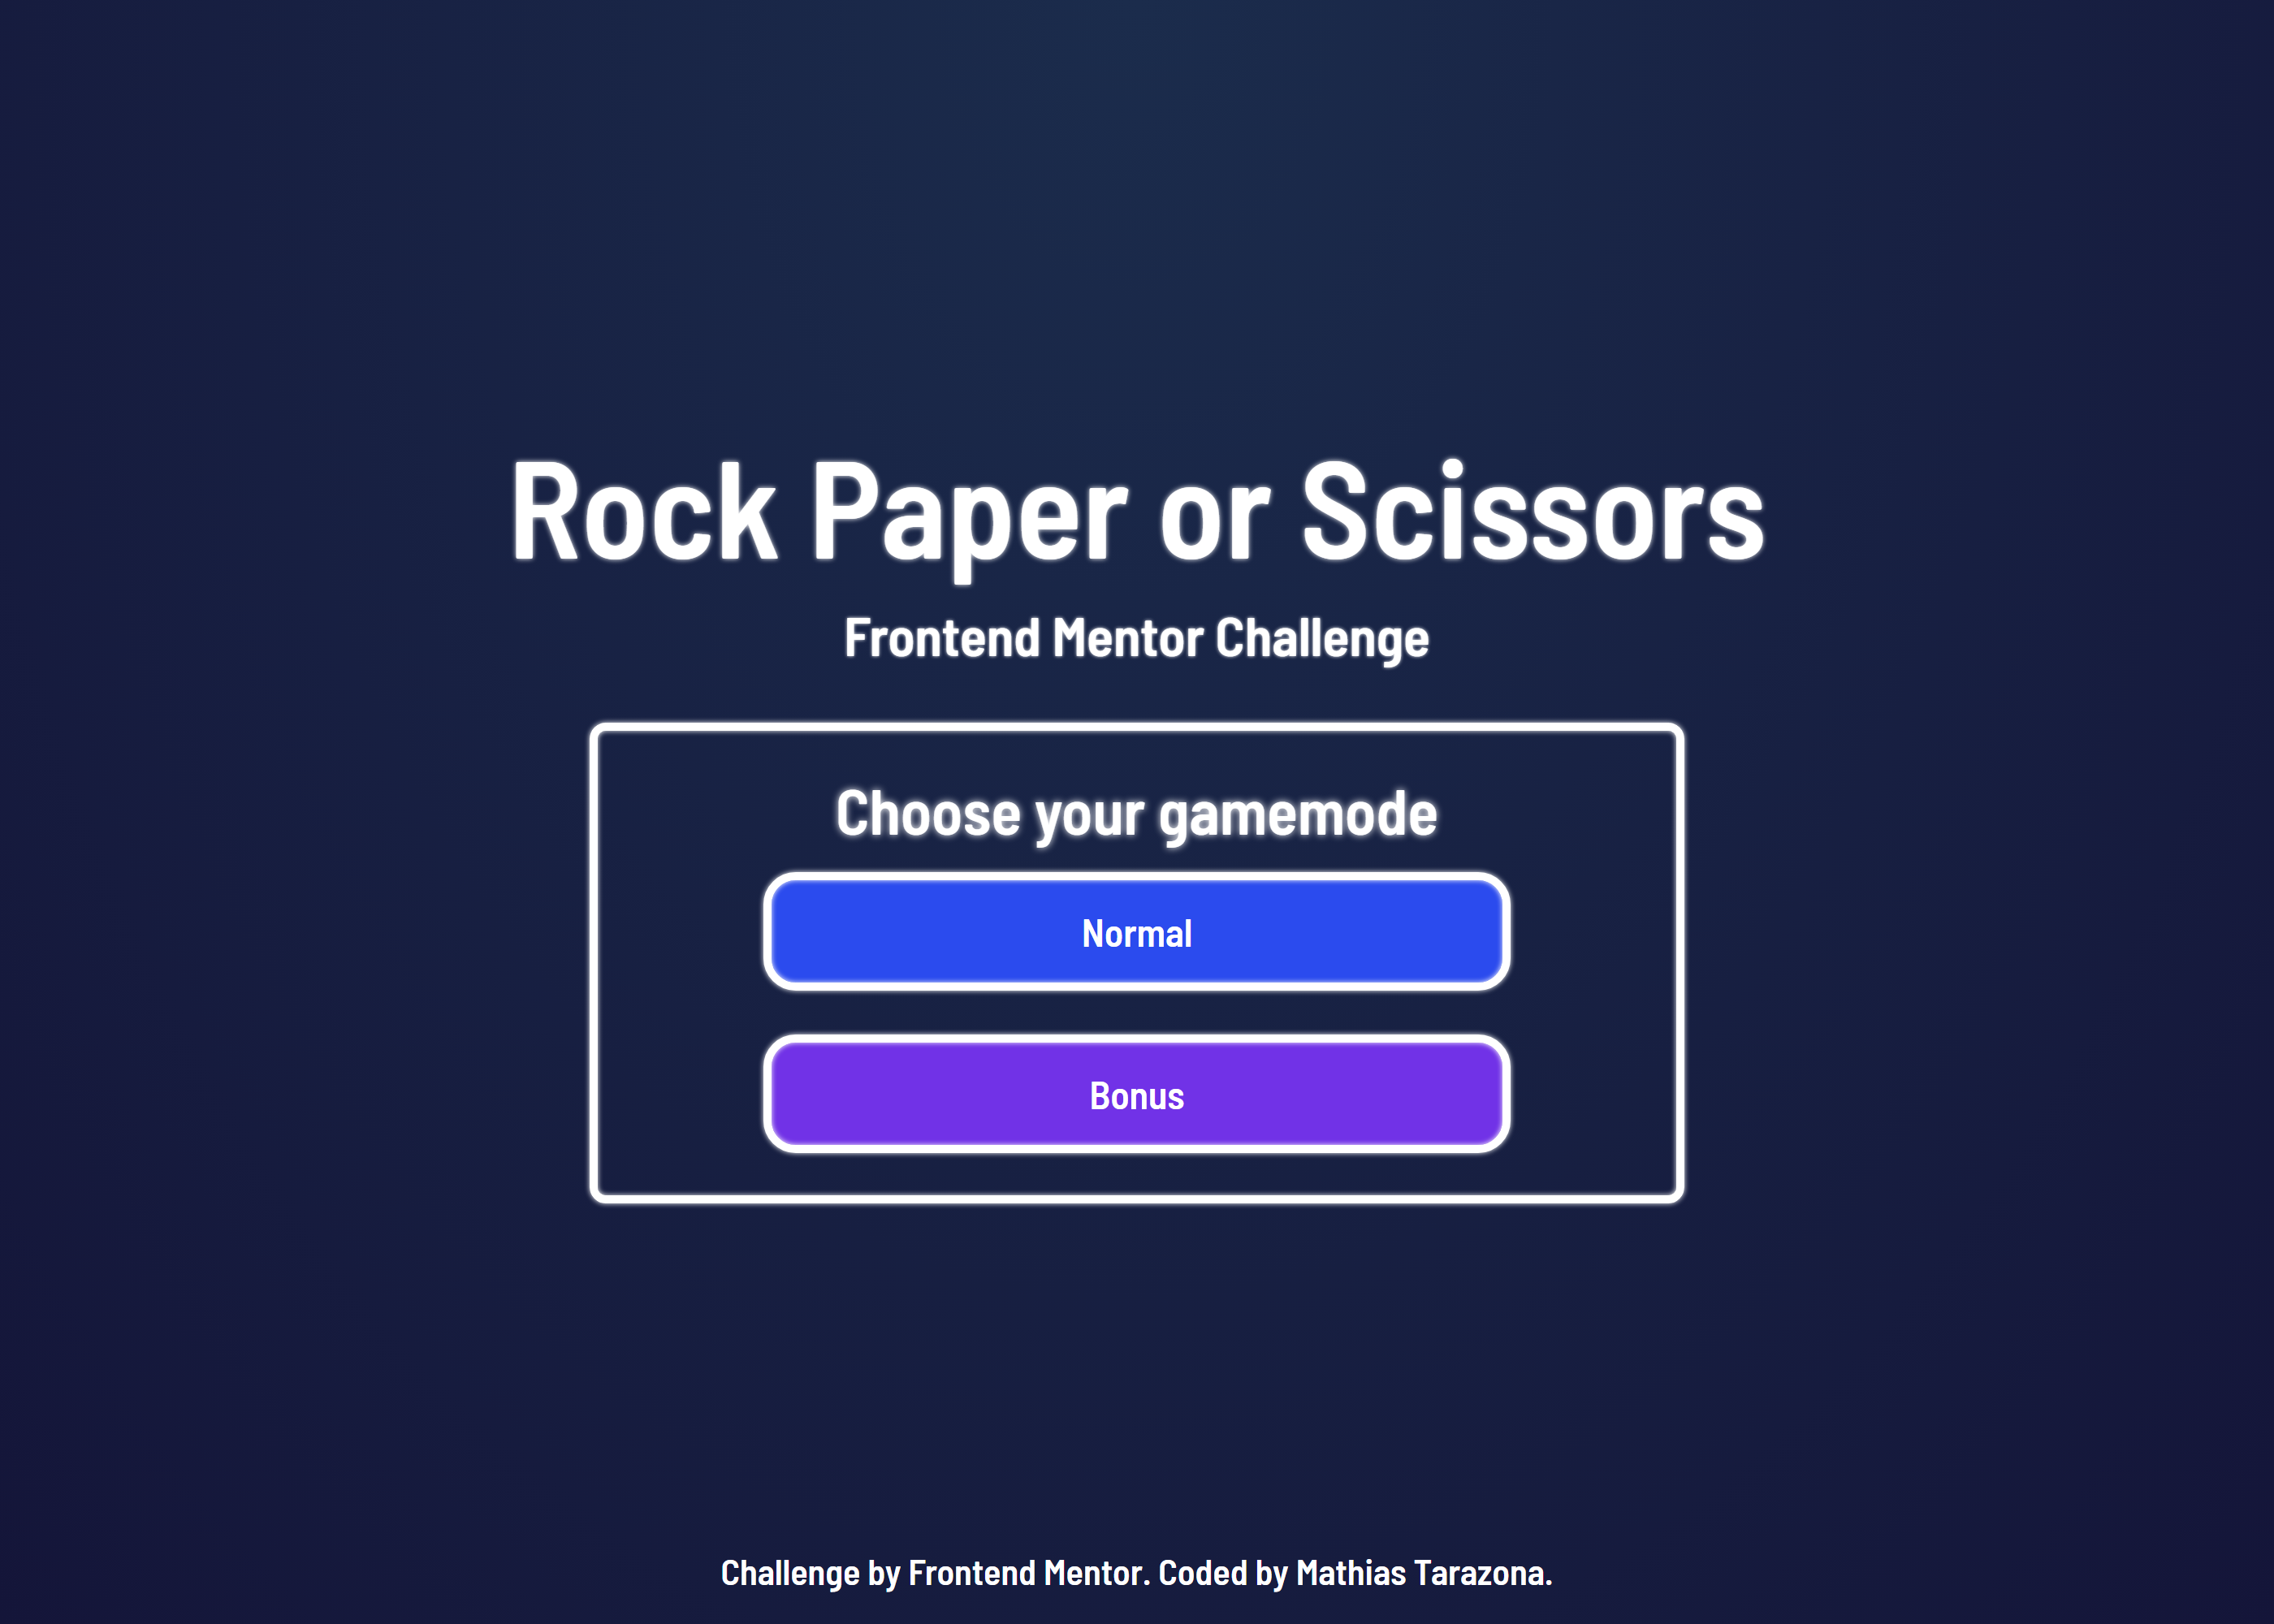 Rock Paper or Scissors
Frontend Mentor Challenge
Choose your gamemode
Normal
Bonus
Challenge by Frontend Mentor. Coded by Mathias Tarazona.